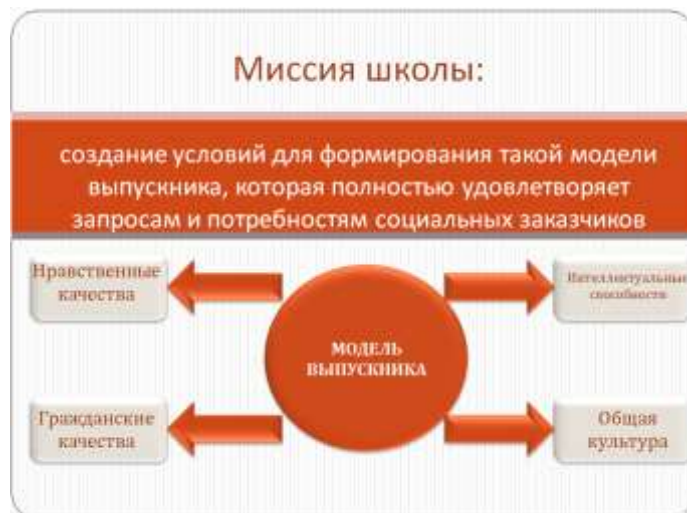 Миссия школы:
создание условий для формирования такой модели
выпускника, которая полностью удовлетворяет
запросам и потребностям социальных заказчиков
Нравственные
качества
Интеллектуальные
способности
МОДЕЛЬ
ВЫПУСКНИКА
Гражданские
качества
Общая
культура